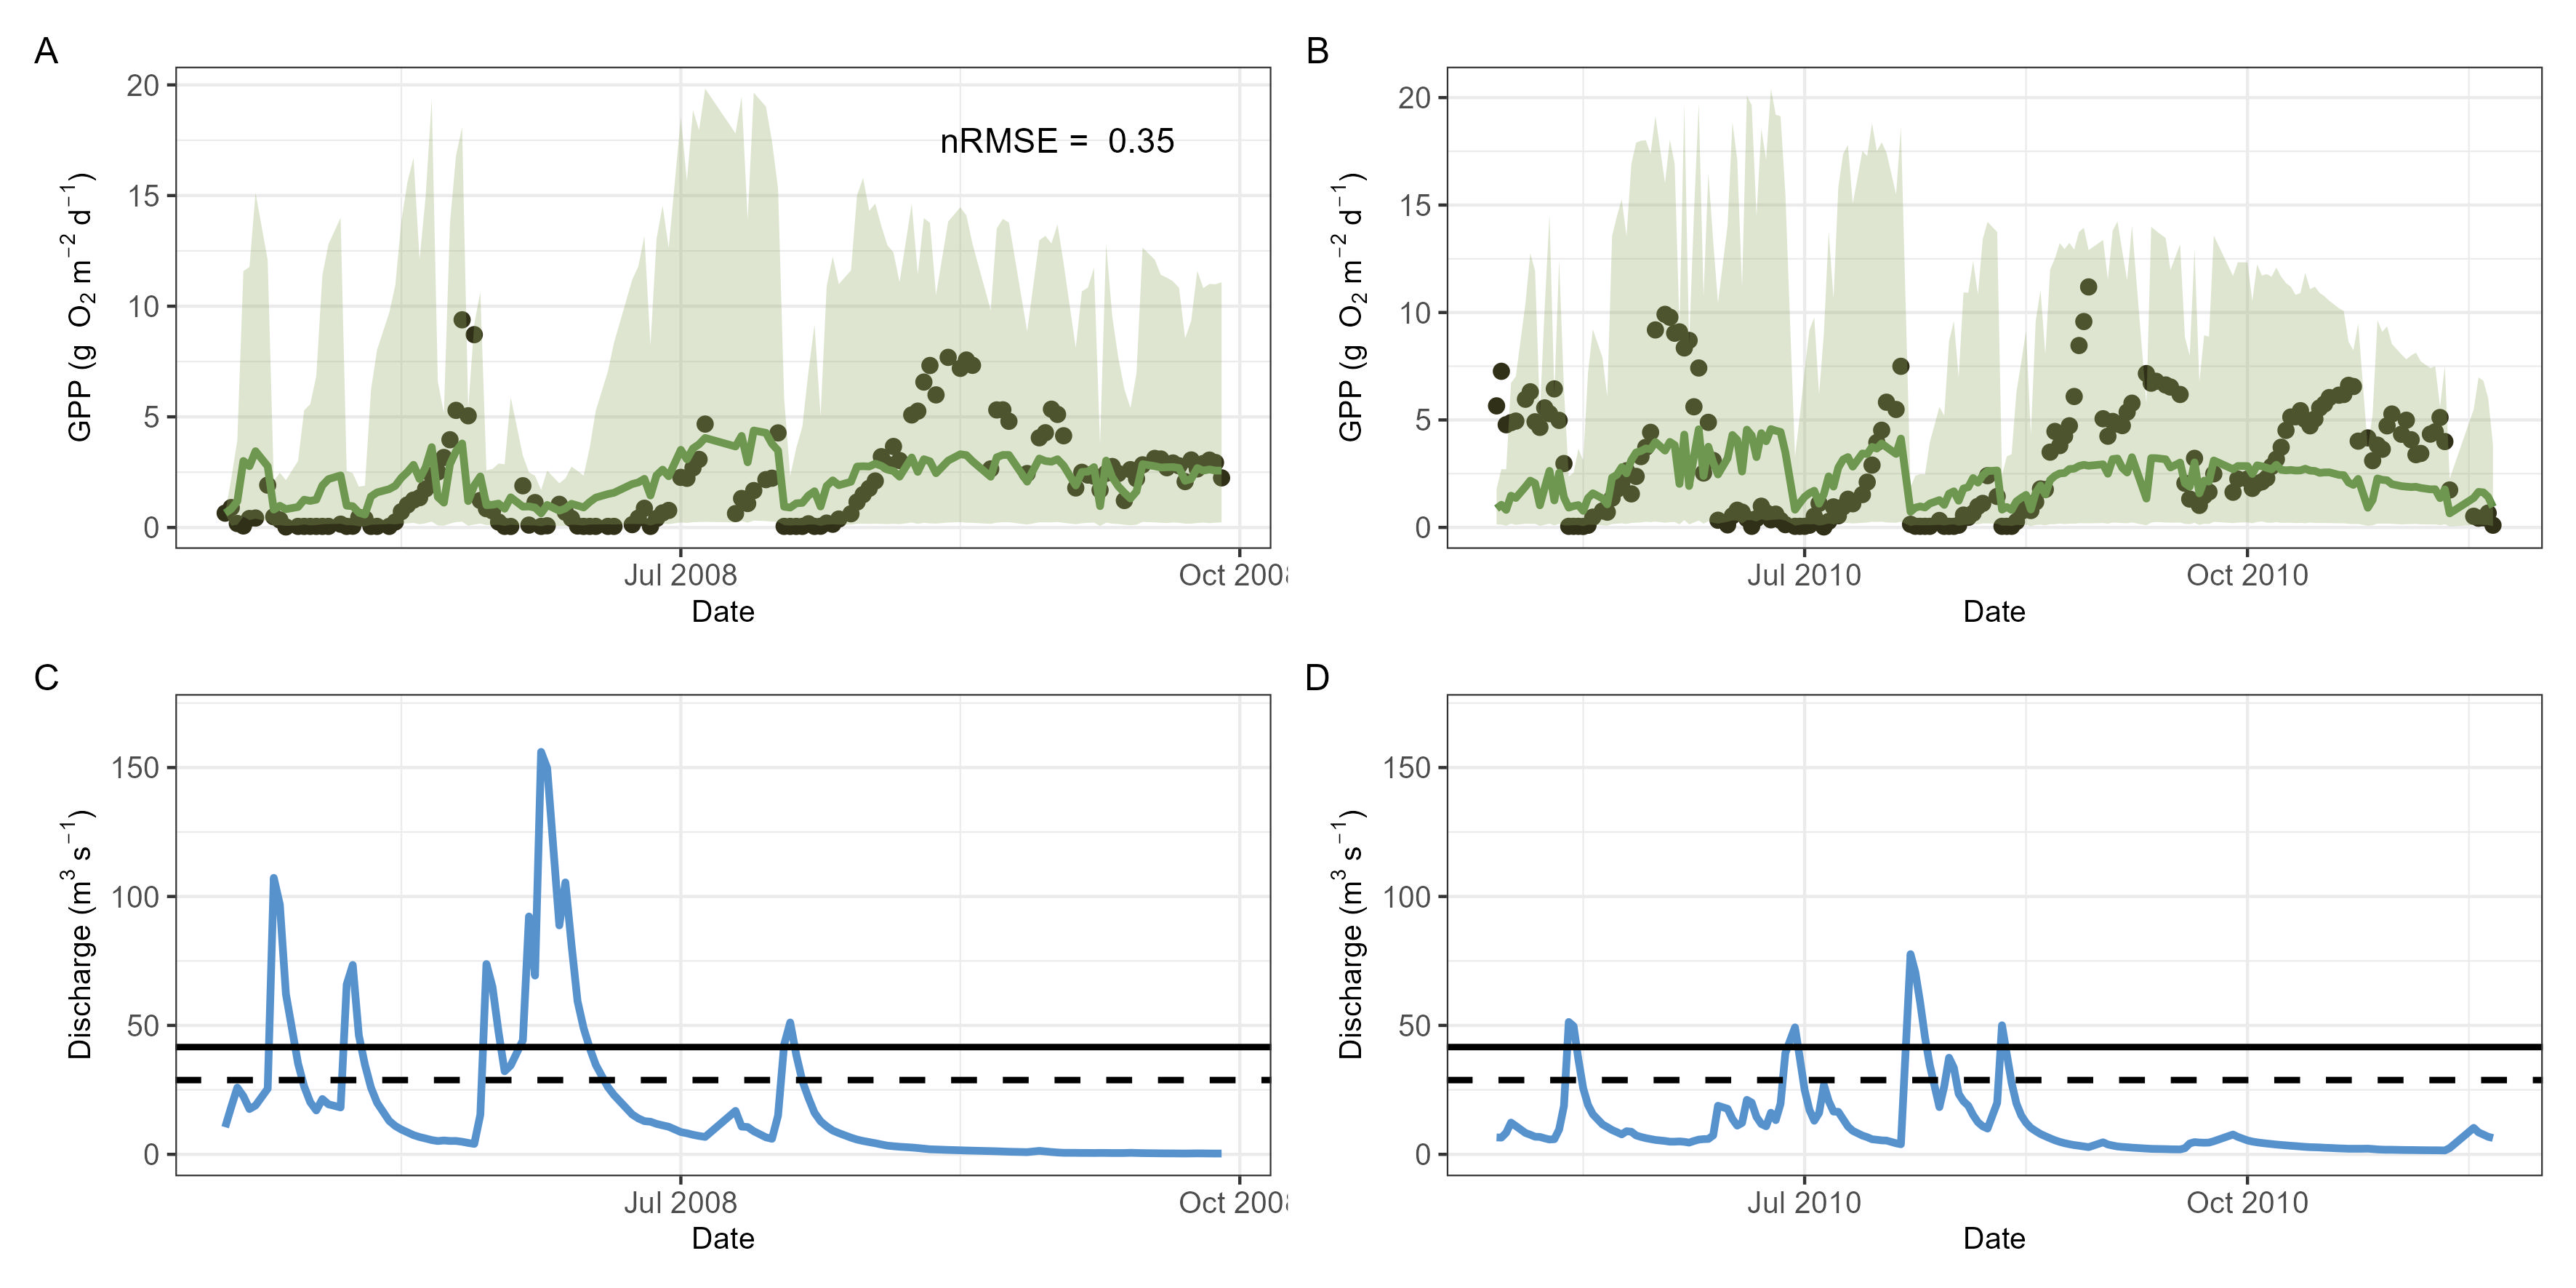 A
GPP (g O₂ m⁻² d⁻¹)
20
15
10
5
0
nRMSE = 0.35
Jul 2008
Oct 200
Date
B
GPP (g O₂ m⁻² d⁻¹)
20
15
10
5
0
Jul 2010
Oct 2010
Date
C
Discharge (m³ s⁻¹)
150
100
50
0
Jul 2008
Oct 200
Date
D
Discharge (m³ s⁻¹)
150
100
50
0
Jul 2010
Oct 2010
Date